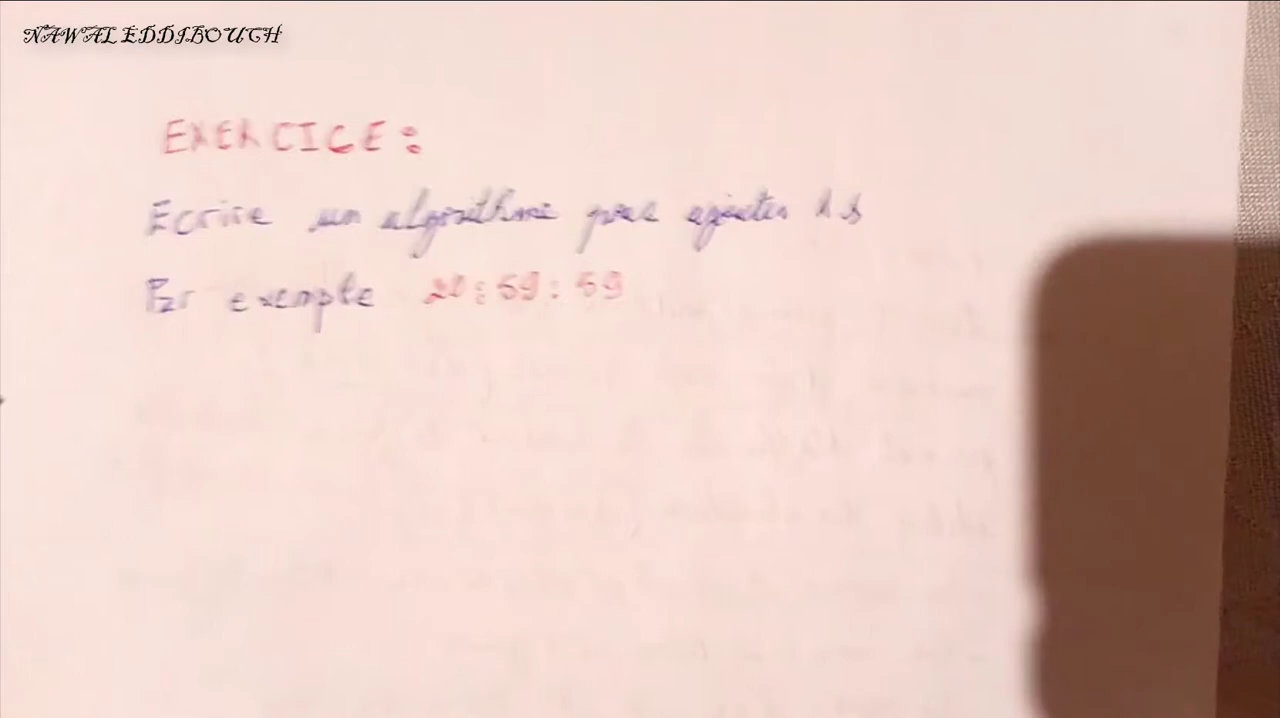 NAWAL EDDIBOUCH
EXERCICE :
Ecrire un algorithme pour ajouter 1 s
Par exemple 20 : 59 : 59